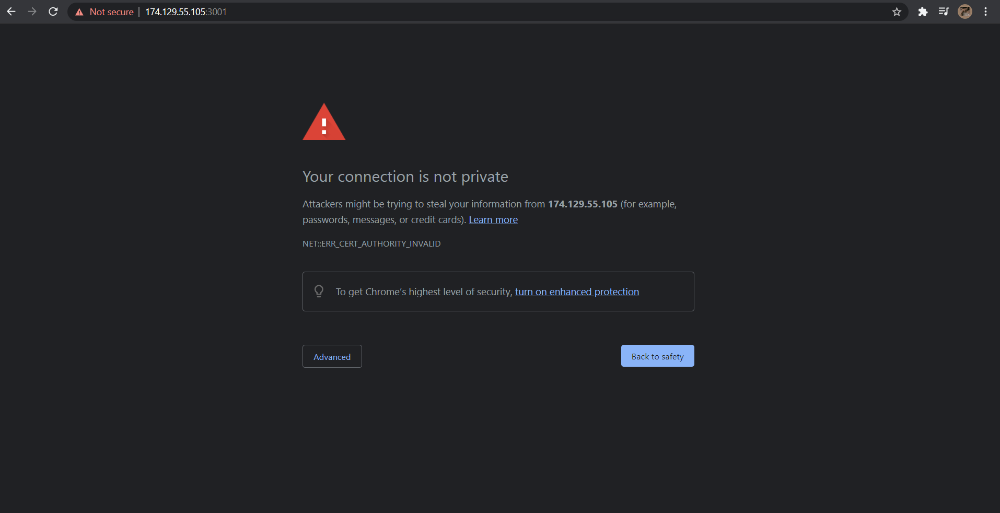 Not secure | 174.129.55.105:3001
Your connection is not private
Attackers might be trying to steal your information from 174.129.55.105 (for example,
passwords, messages, or credit cards). Learn more
NET::ERR_CERT_AUTHORITY_INVALID
To get Chrome’s highest level of security, turn on enhanced protection
Advanced
Back to safety